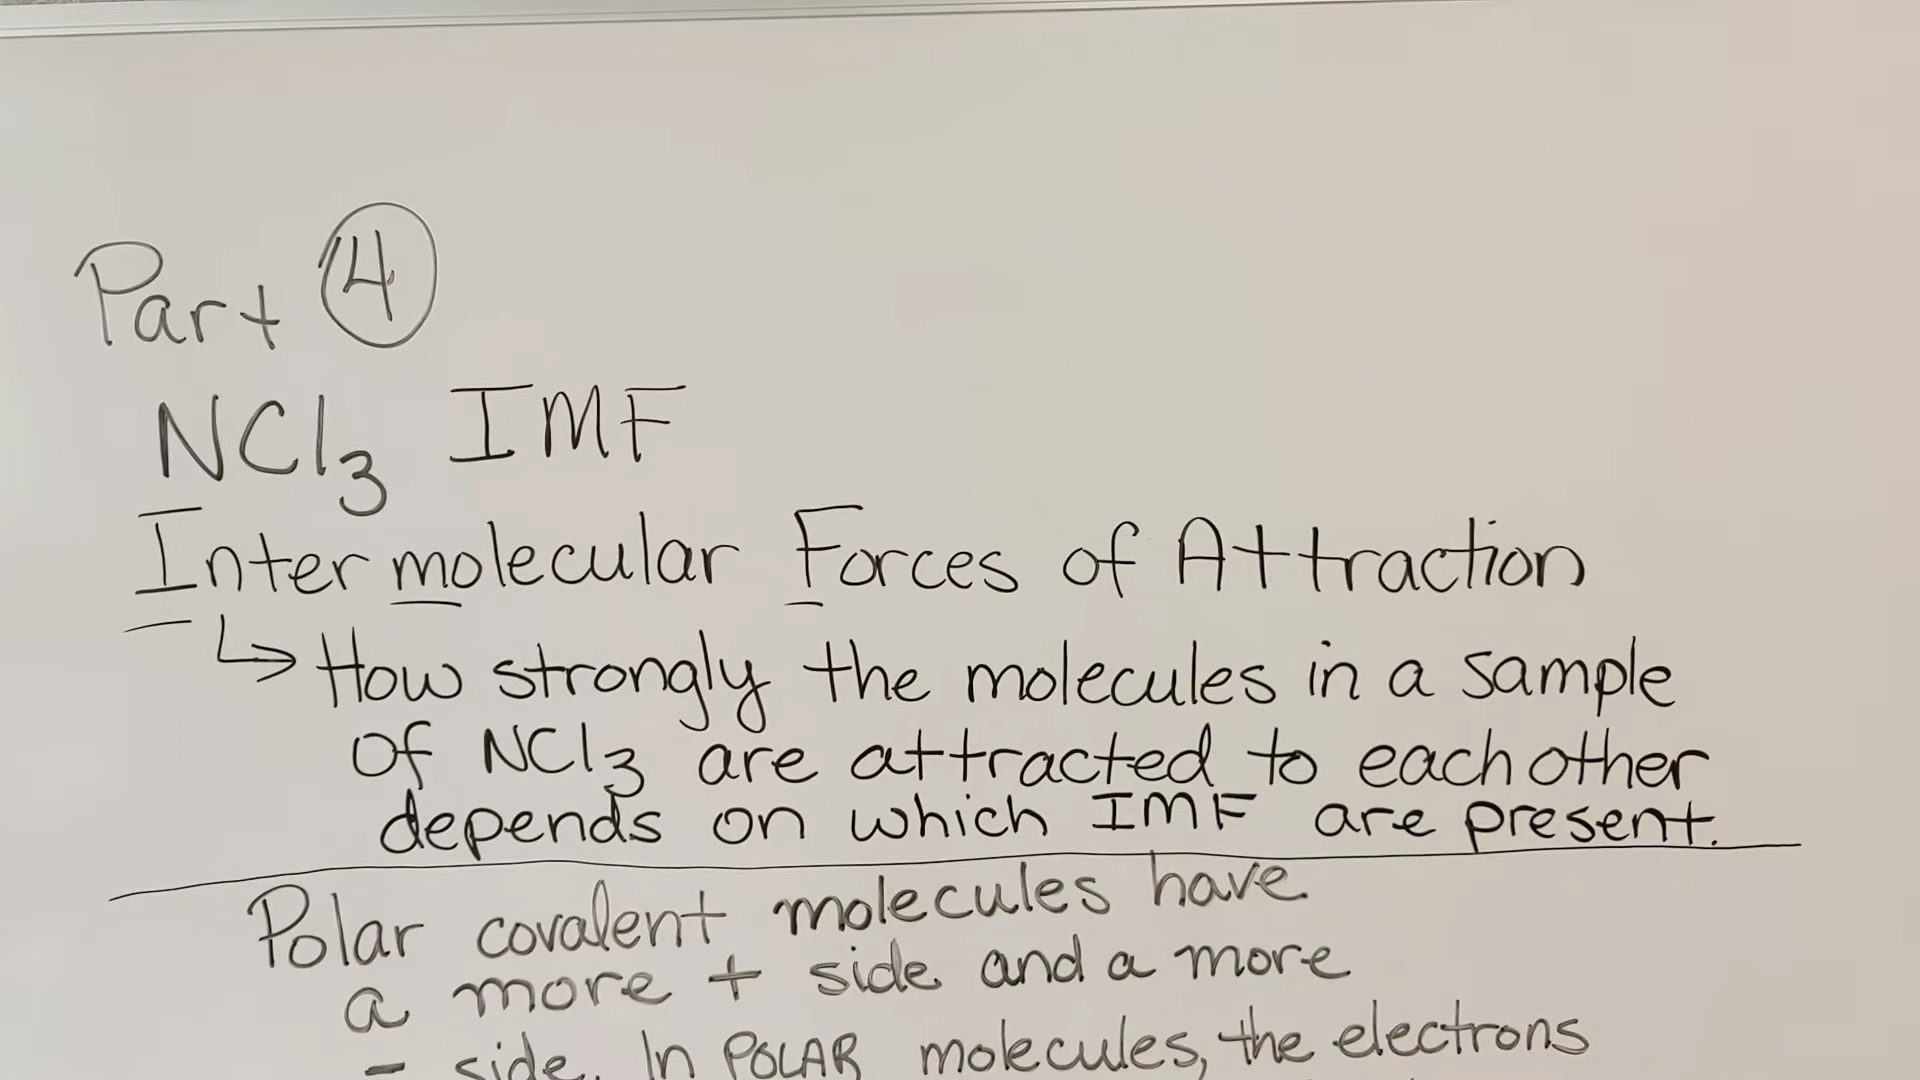 Part 4
NCl3 IMF
Intermolecular Forces of Attraction
↳ How strongly the molecules in a sample
of NCl3 are attracted to each other
depends on which IMF are present.
Polar covalent molecules have
a more + side and a more
- side. In POLAR molecules, the electrons